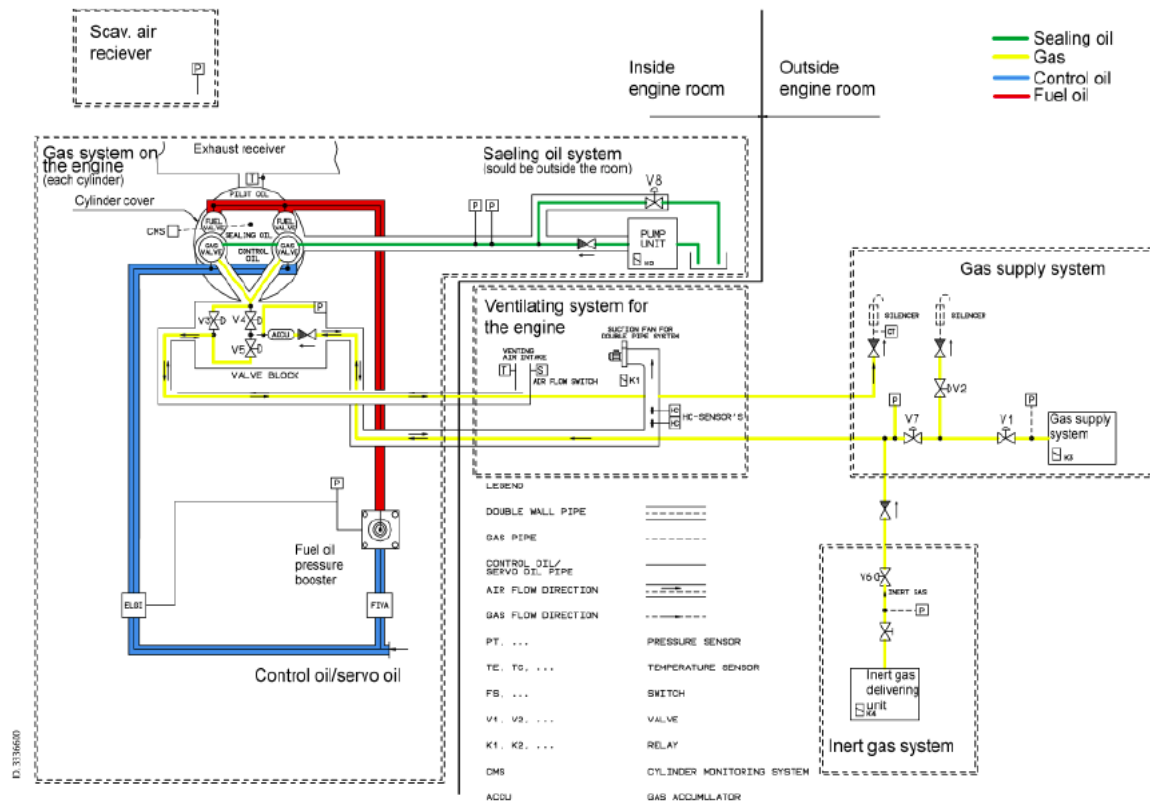 Scav. air
reciever
P
Sealing oil
Gas
Control oil
Fuel oil
Inside
engine room
Outside
engine room
Gas system on
the engine
(each cylinder)
Exhaust receiver
T
PILOT OIL
Cylinder cover
CMS
FUEL VALVE
FUEL VALVE
SEALING OIL
GAS VALVE
GAS VALVE
CONTROL OIL
Saeling oil system
(sould be outside the room)
V8
P
P
PUMP
UNIT
V3
V4
V5
ACCU
P
VALVE BLOCK
Ventilating system for
the engine
SUCTION FAN FOR
DOUBLE PIPE SYSTEM
VENTING
AIR INTAKE
T
S
AIR FLOW SWITCH
K1
HC
HC
HC-SENSOR'S
Gas supply system
SILENCER
GT
SILENCER
V2
P
V7
V1
P
Gas supply
system
K3
P
Fuel oil
pressure
booster
ELGI
FIVA
Control oil/servo oil
V6
INERT GAS
P
Inert gas
delivering
unit
K4
Inert gas system
LEGEND
DOUBLE WALL PIPE
GAS PIPE
CONTROL OIL/
SERVO OIL PIPE
AIR FLOW DIRECTION
GAS FLOW DIRECTION
PT, ... PRESSURE SENSOR
TE, TC, ... TEMPERATURE SENSOR
FS, ... SWITCH
V1, V2, ... VALVE
K1, K2, ... RELAY
CMS CYLINDER MONITORING SYSTEM
ACCU GAS ACCUMULATOR